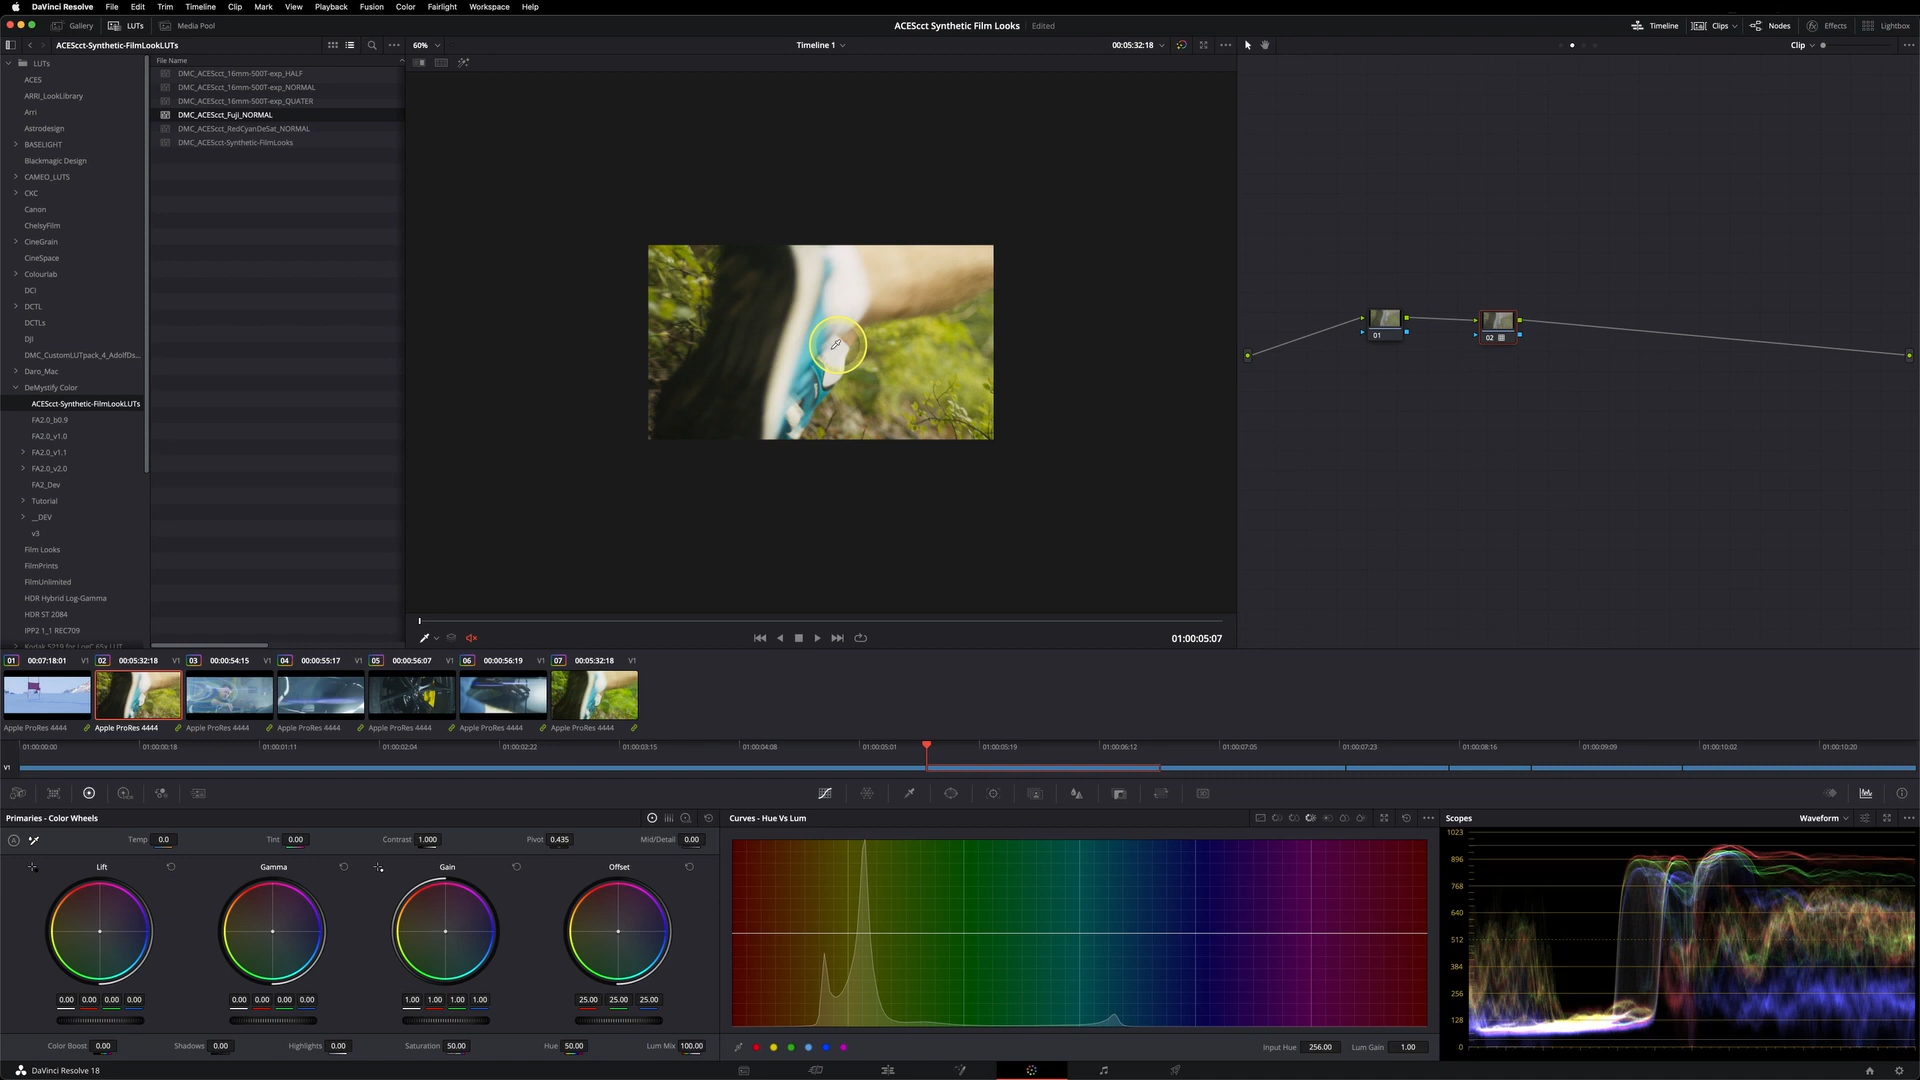 DaVinci Resolve File Edit Trim Timeline Clip Mark View Playback Fusion Color Fairlight Workspace Help
Gallery LUTs Media Pool ACEScct Synthetic Film Looks Edited Timeline Clips Nodes Effects Lightbox
ACEScct-Synthetic-FilmLookLUTs 60% Timeline 1 00:05:32:18 Clip
LUTs
ACES
ARRI_LookLibrary
Arri
Astrodesign
BASELIGHT
Blackmagic Design
CAMEO_LUTS
CKC
Canon
ChelsyFilm
CineGrain
CineSpace
Colourlab
DCI
DCTL
DCTLs
DJI
DMC_CustomLUTpack_4_AdolfDs...
Daro_Mac
DeMystify Color
ACEScct-Synthetic-FilmLookLUTs
FA2.0_b0.9
FA2.0_v1.0
FA2.0_v1.1
FA2.0_v2.0
FA2_Dev
Tutorial
__DEV
v3
Film Looks
FilmPrints
FilmUnlimited
HDR Hybrid Log-Gamma
HDR ST 2084
IPP2 1_1 REC709
File Name
DMC_ACEScct_16mm-500T-exp_HALF
DMC_ACEScct_16mm-500T-exp_NORMAL
DMC_ACEScct_16mm-500T-exp_QUATER
DMC_ACEScct_Fuji_NORMAL
DMC_ACEScct_RedCyanDeSat_NORMAL
DMC_ACEScct-Synthetic-FilmLooks
01:00:05:07
01
02
01 00:07:18:01 V1 02 00:05:32:18 V1 03 00:00:54:15 V1 04 00:00:55:17 V1 05 00:00:56:07 V1 06 00:00:56:19 V1 07 00:05:32:18 V1
Apple ProRes 4444 Apple ProRes 4444 Apple ProRes 4444 Apple ProRes 4444 Apple ProRes 4444 Apple ProRes 4444 Apple ProRes 4444
01:00:00:00 01:00:00:18 01:00:01:11 01:00:02:04 01:00:02:22 01:00:03:15 01:00:04:08 01:00:05:01 01:00:05:19 01:00:06:12 01:00:07:05 01:00:07:23 01:00:08:16 01:00:09:09 01:00:10:02 01:00:10:20
V1
Primaries - Color Wheels
Temp 0.0 Tint 0.00 Contrast 1.000 Pivot 0.435 Mid/Detail 0.00
Lift Gamma Gain Offset
0.00 0.00 0.00 0.00 0.00 0.00 0.00 0.00 1.00 1.00 1.00 1.00 25.00 25.00 25.00
Color Boost 0.00 Shadows 0.00 Highlights 0.00 Saturation 50.00 Hue 50.00 Lum Mix 100.00
Curves - Hue Vs Lum
Input Hue 256.00 Lum Gain 1.00
Scopes Waveform
1023
896
768
640
512
384
256
128
0
DaVinci Resolve 18